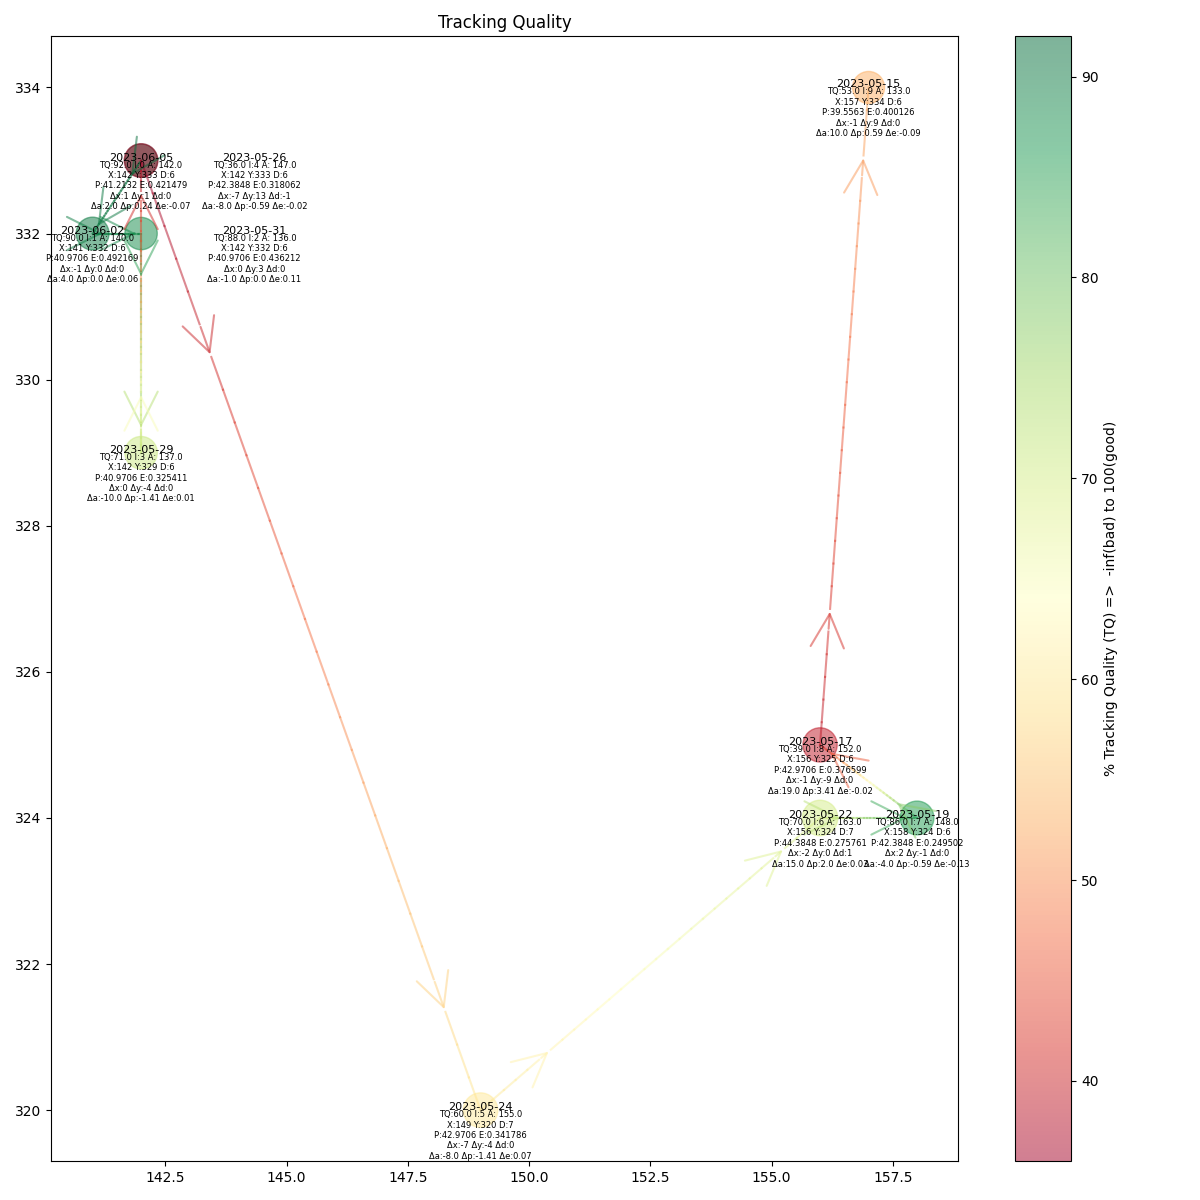 Tracking Quality
334
332
330
328
326
324
322
320
142.5
145.0
147.5
150.0
152.5
155.0
157.5
2023-05-15
TQ:53.0 I:9 A: 133.0
X:157 Y:334 D:6
P:39.5563 E:0.400126
Δx:-1 Δy:9 Δd:0
Δa:10.0 Δp:0.59 Δe:-0.09
2023-06-05
TQ:92.0 I:0 A: 142.0
X:142 Y:333 D:6
P:41.2132 E:0.421479
Δx:1 Δy:1 Δd:0
Δa:2.0 Δp:0.24 Δe:-0.07
2023-05-26
TQ:36.0 I:4 A: 147.0
X:142 Y:333 D:6
P:42.3848 E:0.318062
Δx:-7 Δy:13 Δd:-1
Δa:-8.0 Δp:-0.59 Δe:-0.02
2023-06-02
TQ:90.0 I:1 A: 140.0
X:141 Y:332 D:6
P:40.9706 E:0.492169
Δx:-1 Δy:0 Δd:0
Δa:4.0 Δp:0.0 Δe:0.06
2023-05-31
TQ:88.0 I:2 A: 136.0
X:142 Y:332 D:6
P:40.9706 E:0.436212
Δx:0 Δy:3 Δd:0
Δa:-1.0 Δp:0.0 Δe:0.11
2023-05-29
TQ:71.0 I:3 A: 137.0
X:142 Y:329 D:6
P:40.9706 E:0.325411
Δx:0 Δy:-4 Δd:0
Δa:-10.0 Δp:-1.41 Δe:0.01
2023-05-17
TQ:39.0 I:8 A: 152.0
X:156 Y:325 D:6
P:42.9706 E:0.376599
Δx:-1 Δy:-9 Δd:0
Δa:19.0 Δp:3.41 Δe:-0.02
2023-05-22
TQ:70.0 I:6 A: 163.0
X:156 Y:324 D:7
P:44.3848 E:0.275761
Δx:-2 Δy:0 Δd:1
Δa:15.0 Δp:2.0 Δe:0.03
2023-05-19
TQ:86.0 I:7 A: 148.0
X:158 Y:324 D:6
P:42.3848 E:0.249502
Δx:2 Δy:-1 Δd:0
Δa:-4.0 Δp:-0.59 Δe:-0.13
2023-05-24
TQ:60.0 I:5 A: 155.0
X:149 Y:320 D:7
P:42.9706 E:0.341786
Δx:-7 Δy:-4 Δd:0
Δa:-8.0 Δp:-1.41 Δe:0.07
90
80
70
60
50
40
% Tracking Quality (TQ) => -inf(bad) to 100(good)